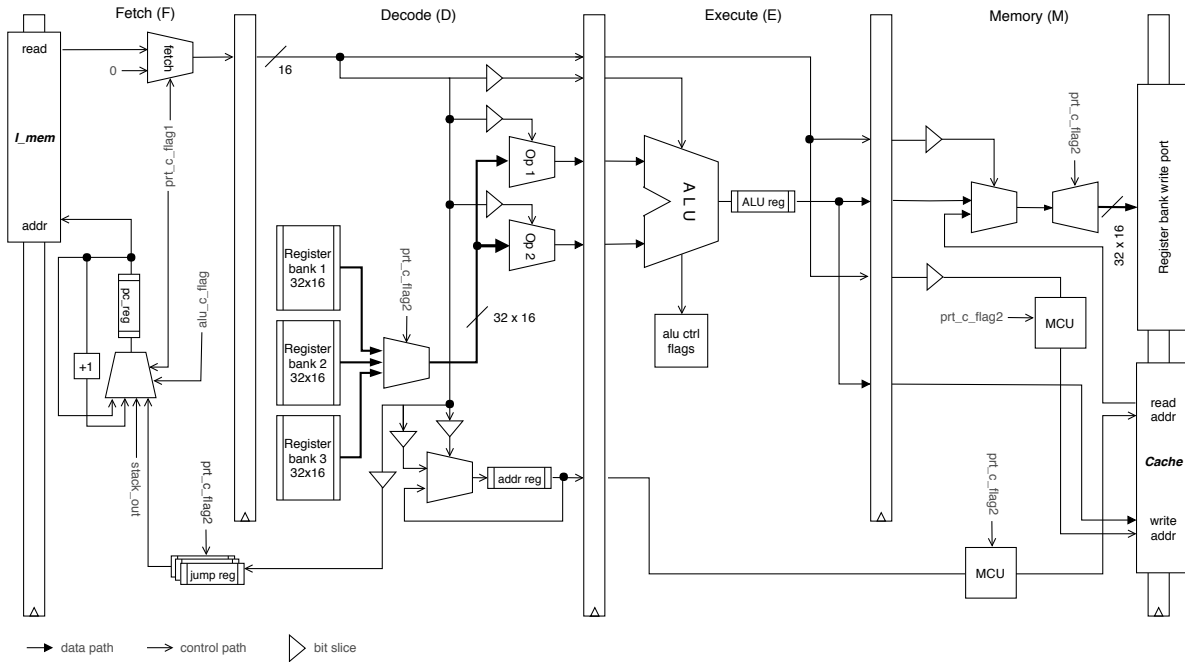 Fetch (F)
Decode (D)
Execute (E)
Memory (M)
read
0
fetch
prt_c_flag1
I_mem
addr
pc_reg
alu_c_flag
+1
stack_out
prt_c_flag2
jump reg
16
Register
bank 1
32x16
Register
bank 2
32x16
Register
bank 3
32x16
prt_c_flag2
32 x 16
Op 1
Op 2
addr reg
ALU
ALU reg
alu ctrl
flags
prt_c_flag2
32 x 16
Register bank write port
prt_c_flag2
MCU
prt_c_flag2
MCU
read
addr
Cache
write
addr
data path
control path
bit slice